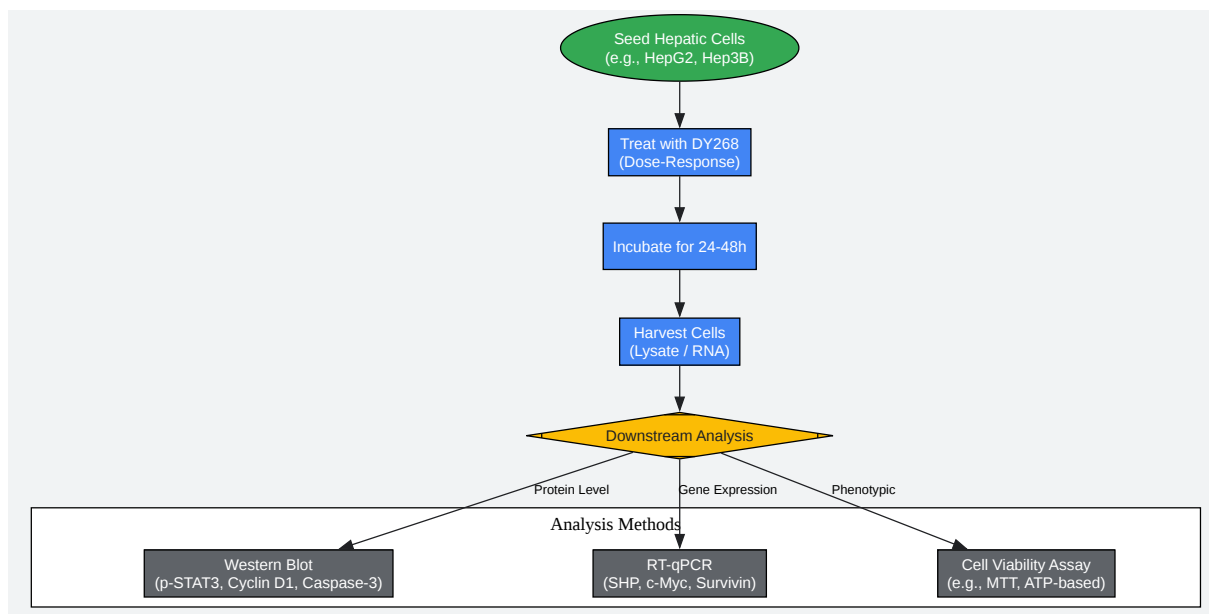 Seed Hepatic Cells
(e.g., HepG2, Hep3B)
Treat with DY268
(Dose-Response)
Incubate for 24-48h
Harvest Cells
(Lysate / RNA)
Downstream Analysis
Protein Level
Gene Expression
Phenotypic
Analysis Methods
Western Blot
(p-STAT3, Cyclin D1, Caspase-3)
RT-qPCR
(SHP, c-Myc, Survivin)
Cell Viability Assay
(e.g., MTT, ATP-based)